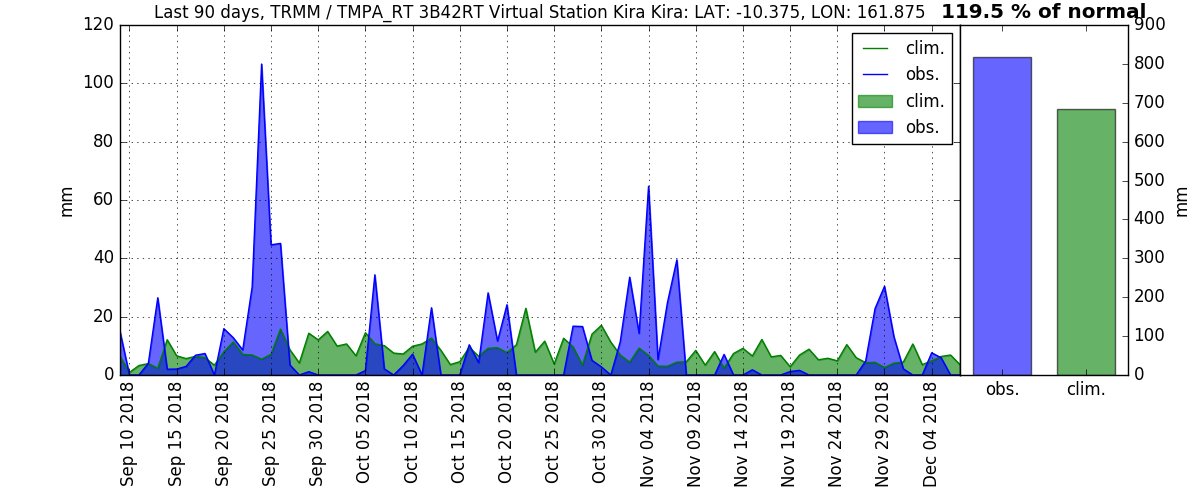 Last 90 days, TRMM / TMPA_RT 3B42RT Virtual Station Kira Kira: LAT: -10.375, LON: 161.875
119.5 % of normal
120
100
80
60
40
20
0
mm
clim.
obs.
clim.
obs.
Sep 10 2018
Sep 15 2018
Sep 20 2018
Sep 25 2018
Sep 30 2018
Oct 05 2018
Oct 10 2018
Oct 15 2018
Oct 20 2018
Oct 25 2018
Oct 30 2018
Nov 04 2018
Nov 09 2018
Nov 14 2018
Nov 19 2018
Nov 24 2018
Nov 29 2018
Dec 04 2018
900
800
700
600
500
400
300
200
100
0
mm
obs.
clim.